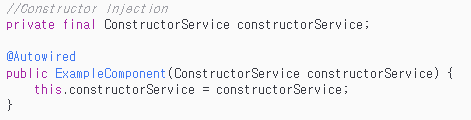 //Constructor Injection
private final ConstructorService constructorService;
@Autowired
public ExampleComponent(ConstructorService constructorService) {
this.constructorService = constructorService;
}